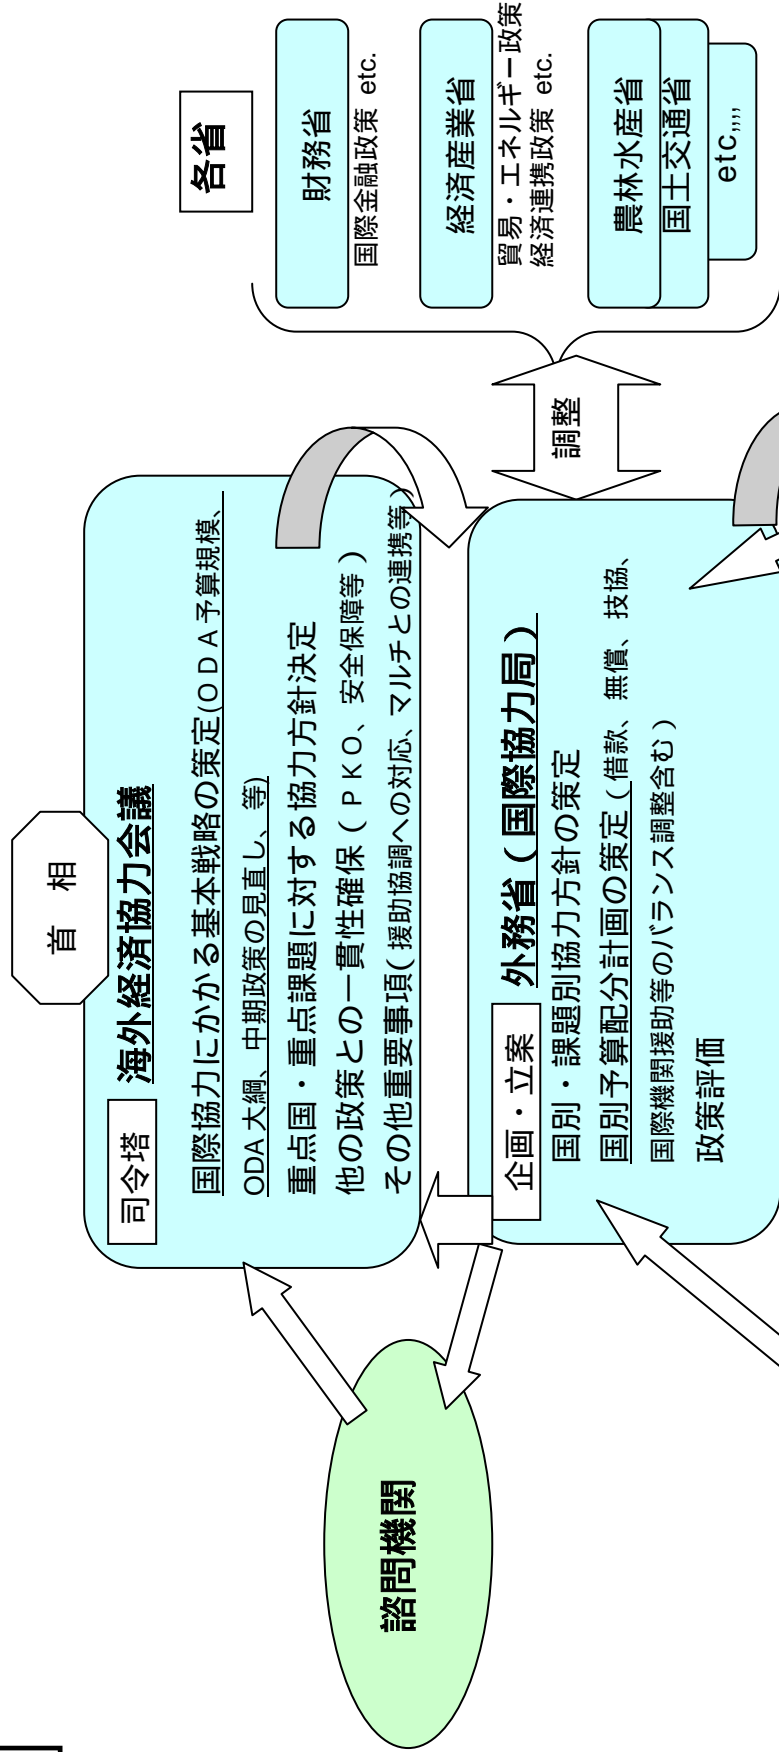 首 相
司令塔
海外経済協力会議
国際協力にかかる基本戦略の策定(ODA予算規模、
ODA大綱、中期政策の見直し、等)
重点国・重点課題に対する協力方針決定
他の政策との一貫性確保(PKO、安全保障等)
その他重要事項(援助協調への対応、マルチとの連携等)
企画・立案
外務省(国際協力局)
国別・課題別協力方針の策定
国別予算配分計画の策定(借款、無償、技協、
国際機関援助等のバランス調整含む)
政策評価
諮問機関
調整
各省
財務省
国際金融政策 etc.
経済産業省
貿易・エネルギー政策
経済連携政策 etc.
農林水産省
国土交通省
etc,,,,